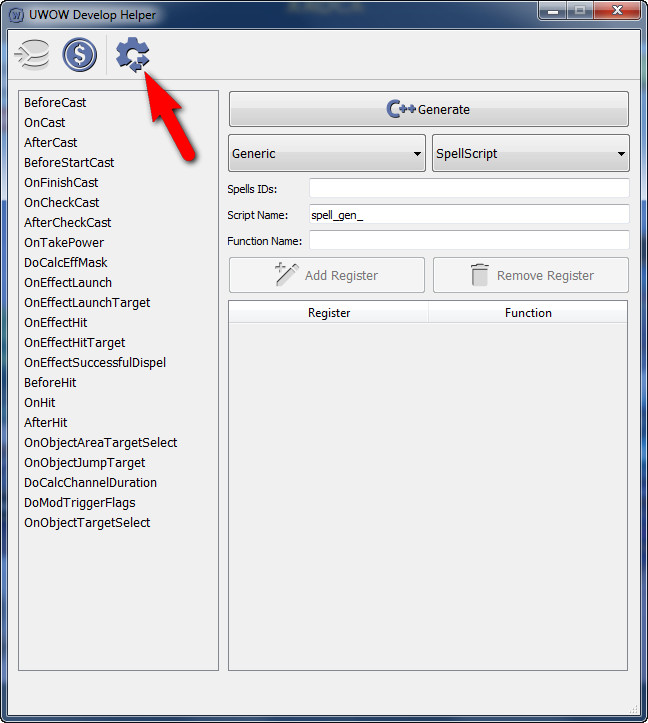 UWOW Develop Helper
BeforeCast
OnCast
AfterCast
BeforeStartCast
OnFinishCast
OnCheckCast
AfterCheckCast
OnTakePower
DoCalcEffMask
OnEffectLaunch
OnEffectLaunchTarget
OnEffectHit
OnEffectHitTarget
OnEffectSuccessfulDispel
BeforeHit
OnHit
AfterHit
OnObjectAreaTargetSelect
OnObjectJumpTarget
DoCalcChannelDuration
DoModTriggerFlags
OnObjectTargetSelect
C++ Generate
Generic SpellScript
Spells IDs:
Script Name: spell_gen_
Function Name:
Add Register Remove Register
Register Function